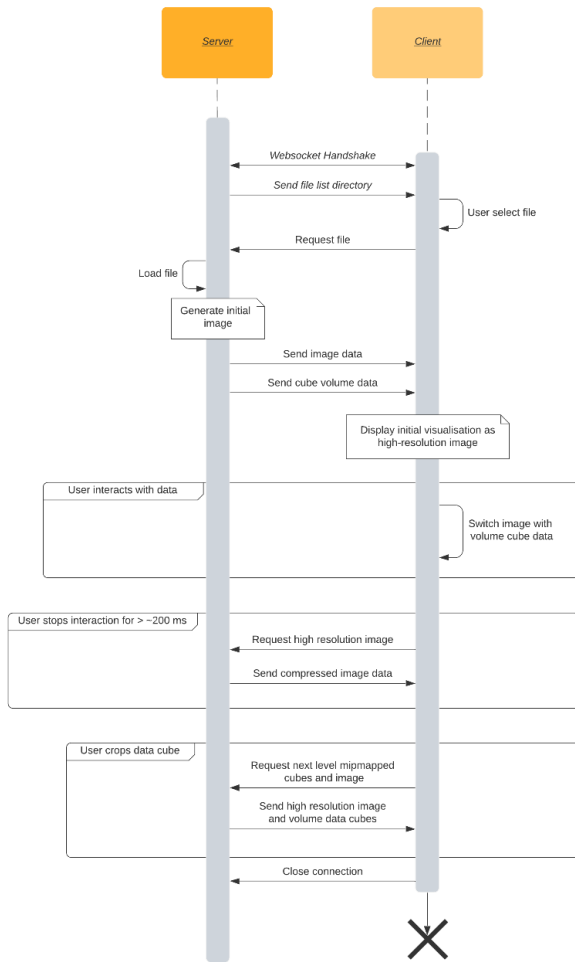 Server
Client
Websocket Handshake
Send file list directory
User select file
Request file
Load file
Generate initial
image
Send image data
Send cube volume data
Display initial visualisation as
high-resolution image
User interacts with data
Switch image with
volume cube data
User stops interaction for > ~200 ms
Request high resolution image
Send compressed image data
User crops data cube
Request next level mipmapped
cubes and image
Send high resolution image
and volume data cubes
Close connection